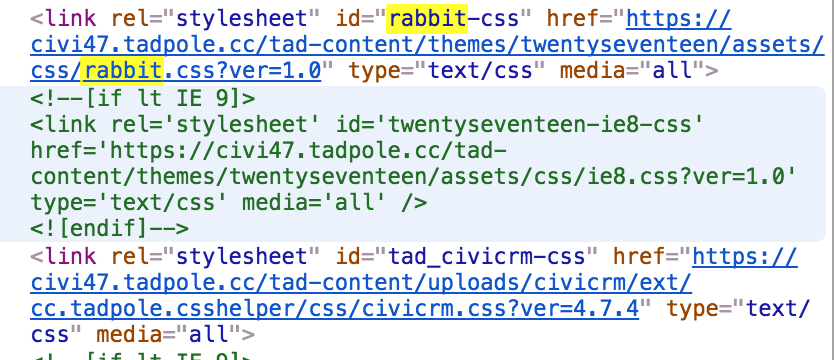 <link rel="stylesheet" id="rabbit-css" href="https://
civi47.tadpole.cc/tad-content/themes/twentyseventeen/assets/
css/rabbit.css?ver=1.0" type="text/css" media="all">
<!--[if lt IE 9]>
<link rel='stylesheet' id='twentyseventeen-ie8-css'
href='https://civi47.tadpole.cc/tad-
content/themes/twentyseventeen/assets/css/ie8.css?ver=1.0'
type='text/css' media='all' />
<![endif]-->
<link rel="stylesheet" id="tad_civicrm-css" href="https://
civi47.tadpole.cc/tad-content/uploads/civicrm/ext/
cc.tadpole.csshelper/css/civicrm.css?ver=4.7.4" type="text/
css" media="all">
<!--[if lt IE 9]>